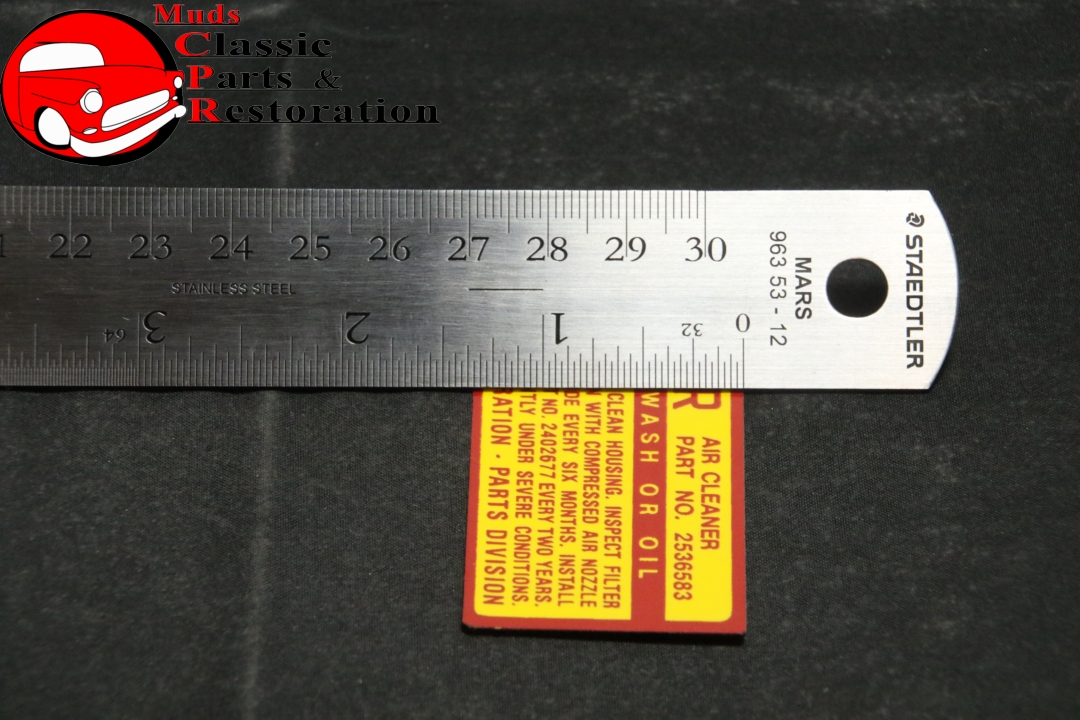 Muds
Classic
Parts &
Restoration
22 23 24 25 26 27 28 29 30
STAINLESS STEEL
MARS
963 53 - 12
STAEDTLER
0 32 1 2 3 64
R
AIR CLEANER
PART NO. 2536583
WASH OR OIL
CLEAN HOUSING. INSPECT FILTER
WITH COMPRESSED AIR NOZZLE
EVERY SIX MONTHS. INSTALL
NO. 2402677 EVERY TWO YEARS,
UNDER SEVERE CONDITIONS.
PARTS DIVISION